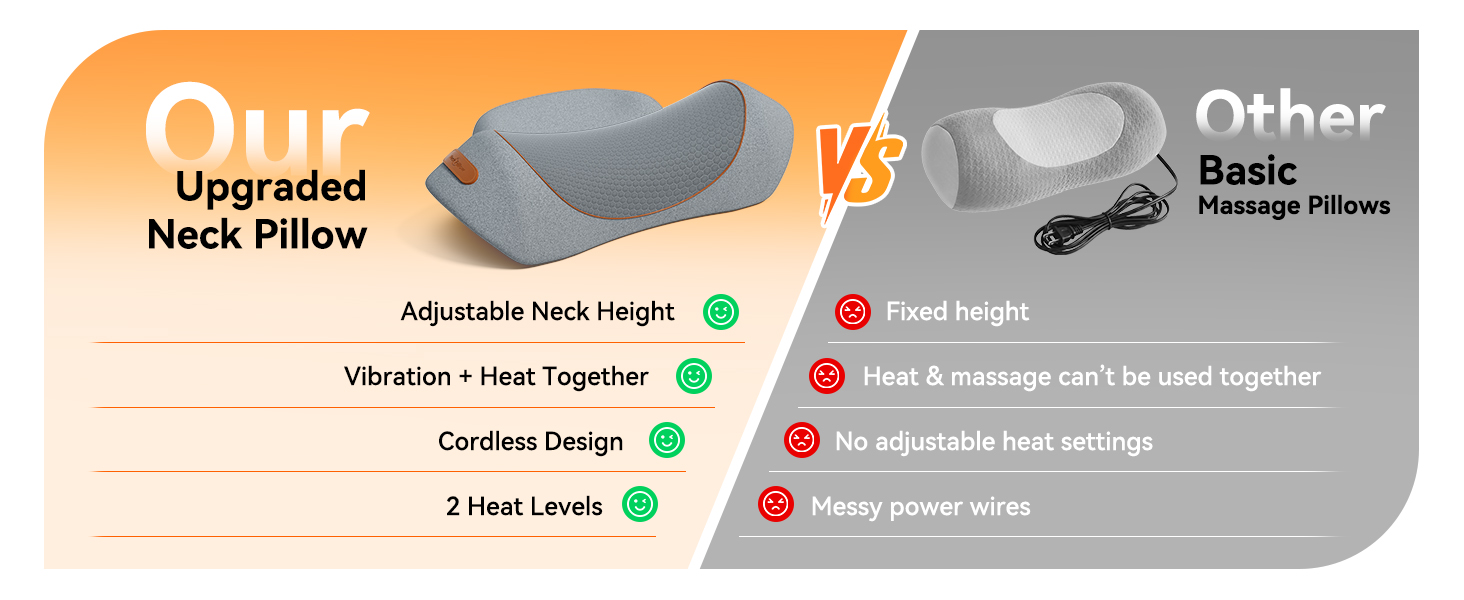 Our
Upgraded
Neck Pillow
VS
Other
Basic
Massage Pillows
Adjustable Neck Height
Fixed height
Vibration + Heat Together
Heat & massage can’t be used together
Cordless Design
No adjustable heat settings
2 Heat Levels
Messy power wires